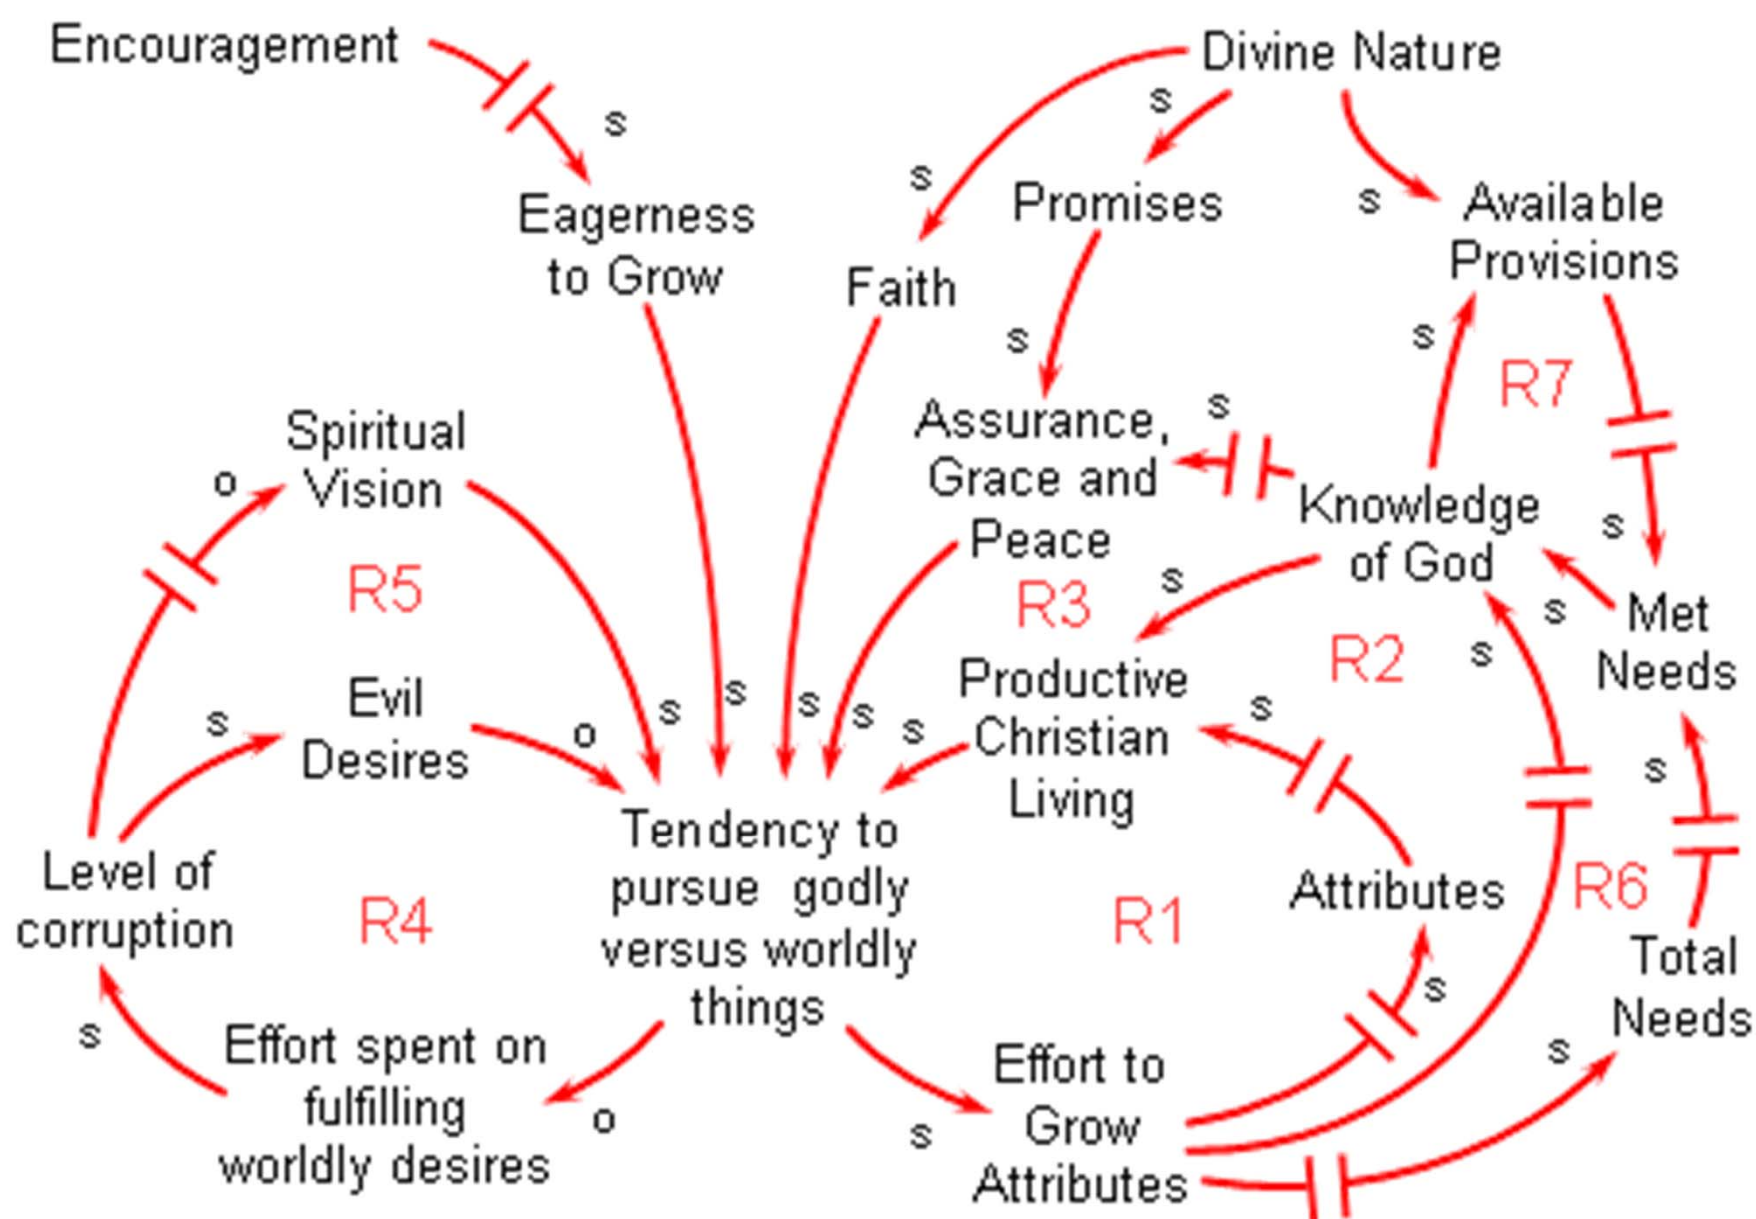 Encouragement
s
Eagerness
to Grow
Divine Nature
s
s
s
Promises
Faith
Available
Provisions
s
s
R7
s
Assurance,
Grace and
Peace
s
Knowledge
of God
s
Met
Needs
s
s
s
R3
R2
Spiritual
Vision
o
R5
s
Evil
Desires
s
o
s
s
s
s
Productive
Christian
Living
s
Level of
corruption
R4
Tendency to
pursue godly
versus worldly
things
R1
Attributes
s
R6
Total
Needs
s
s
Effort spent on
fulfilling
worldly desires
o
s
Effort to
Grow
Attributes
s